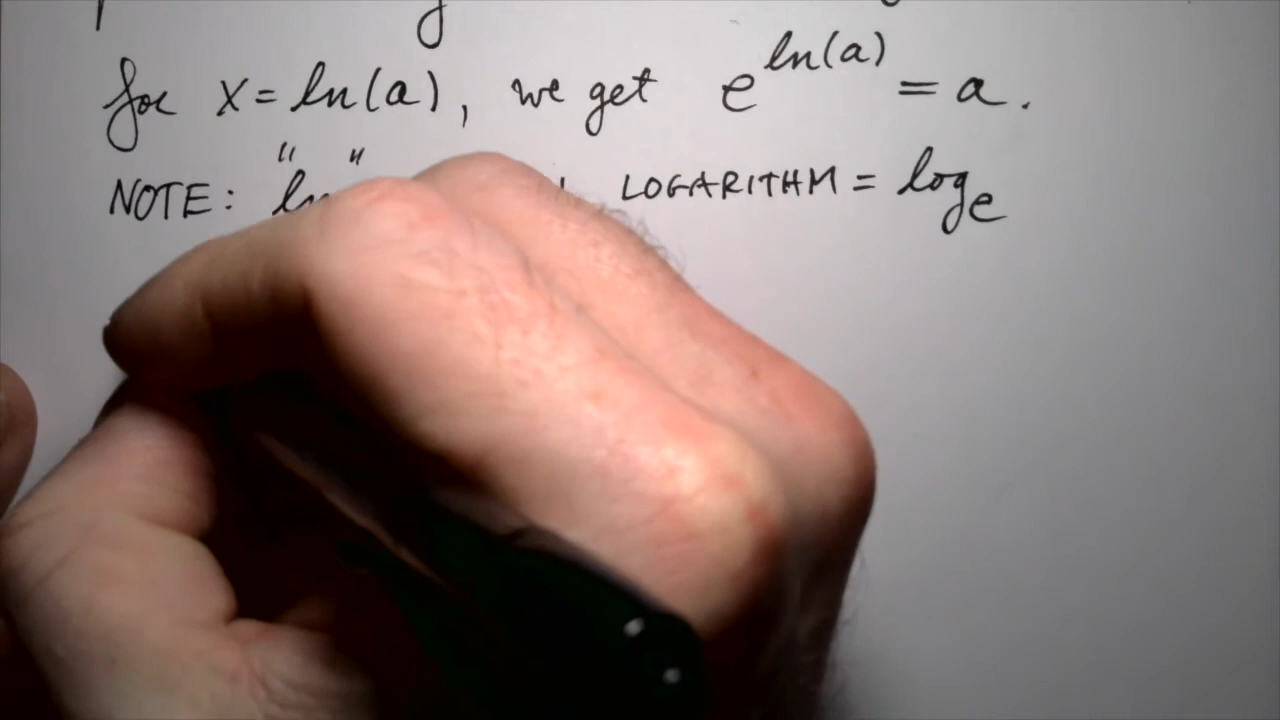 for x = ln(a), we get e^ln(a) = a.
NOTE: "ln" LOGARITHM = log_e